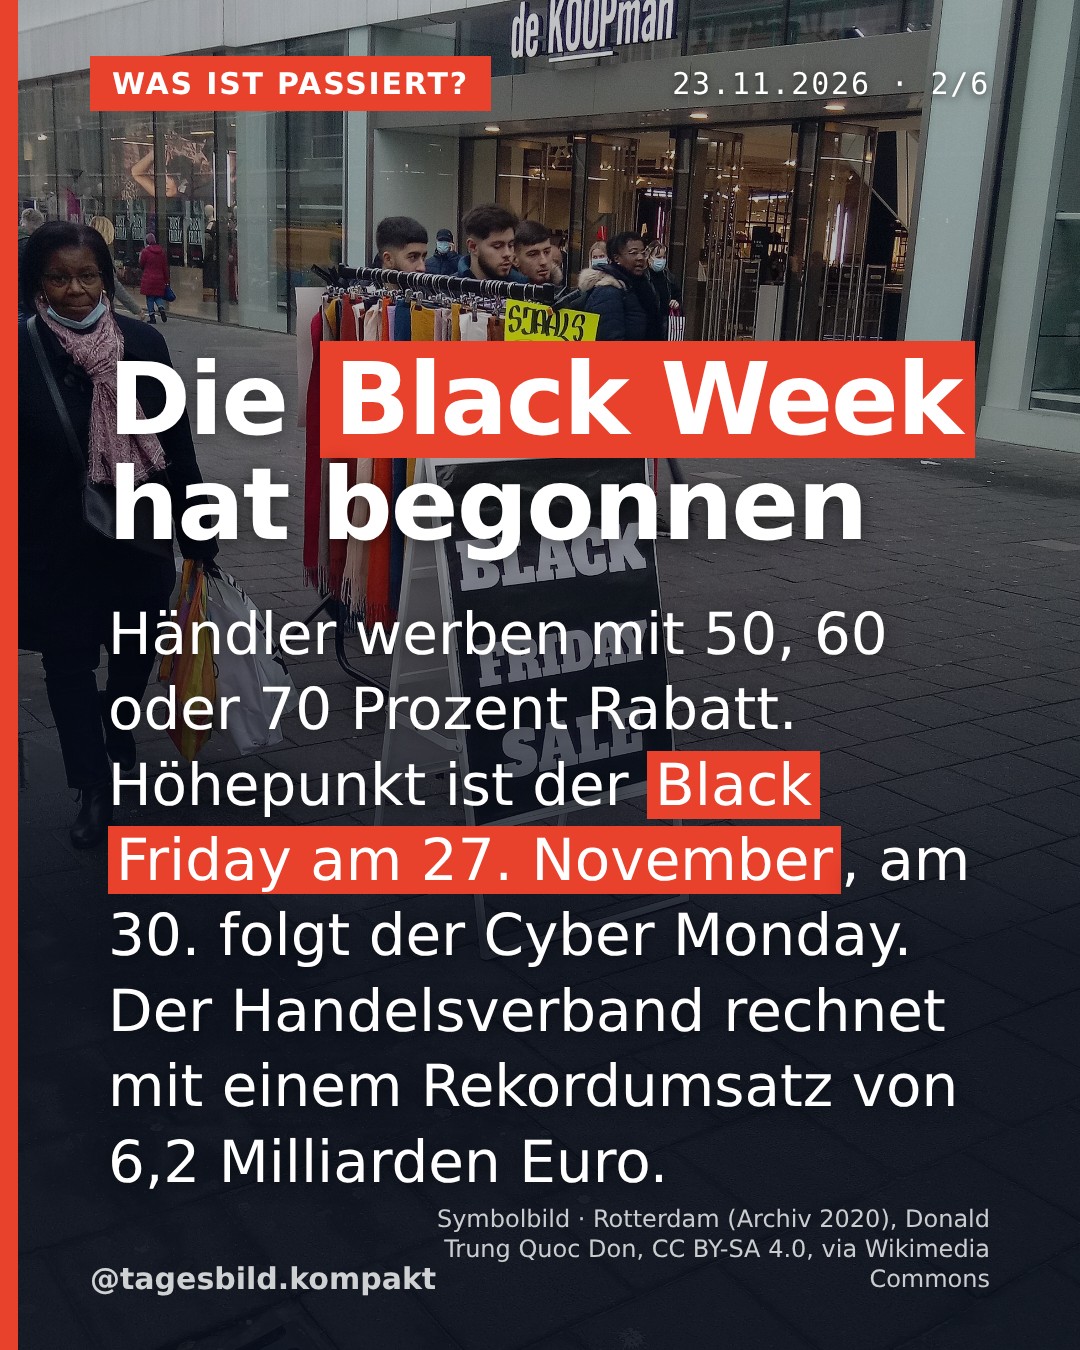 de KOOPman
WAS IST PASSIERT?
23.11.2026 · 2/6
SJAALS
Die Black Week
hat begonnen
BLACK
FRIDAY
SALE
Händler werben mit 50, 60
oder 70 Prozent Rabatt.
Höhepunkt ist der Black
Friday am 27. November, am
30. folgt der Cyber Monday.
Der Handelsverband rechnet
mit einem Rekordumsatz von
6,2 Milliarden Euro.
Symbolbild · Rotterdam (Archiv 2020), Donald
Trung Quoc Don, CC BY-SA 4.0, via Wikimedia
Commons
@tagesbild.kompakt